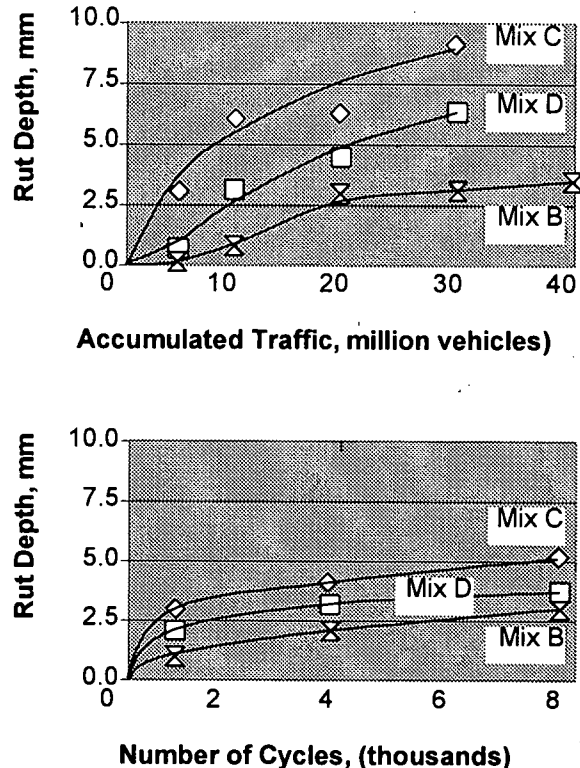 Rut Depth, mm
10.0
7.5
5.0
2.5
0.0
Mix C
Mix D
Mix B
0
10
20
30
40
Accumulated Traffic, million vehicles)
Rut Depth, mm
10.0
7.5
5.0
2.5
0.0
Mix C
Mix D
Mix B
0
2
4
6
8
Number of Cycles, (thousands)